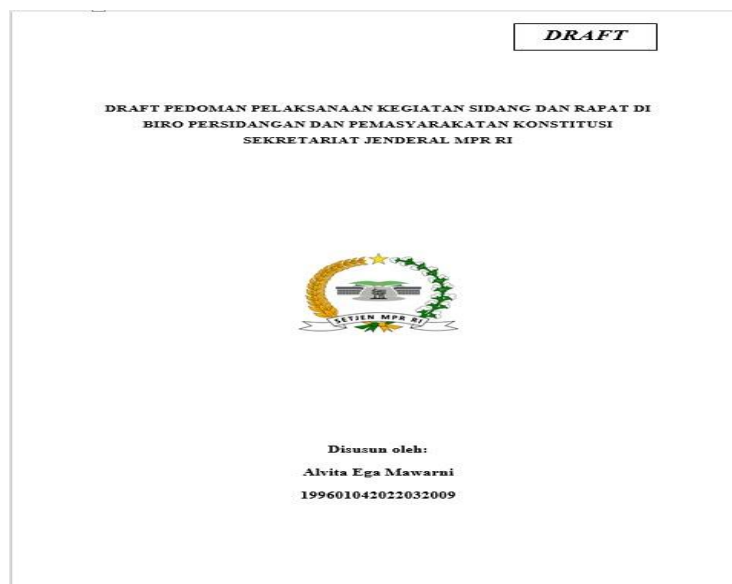 DRAFT
DRAFT PEDOMAN PELAKSANAAN KEGIATAN SIDANG DAN RAPAT DI
BIRO PERSIDANGAN DAN PEMASYARAKATAN KONSTITUSI
SEKRETARIAT JENDERAL MPR RI
SETJEN MPR RI
Disusun oleh:
Alvita Ega Mawarni
199601042022032009